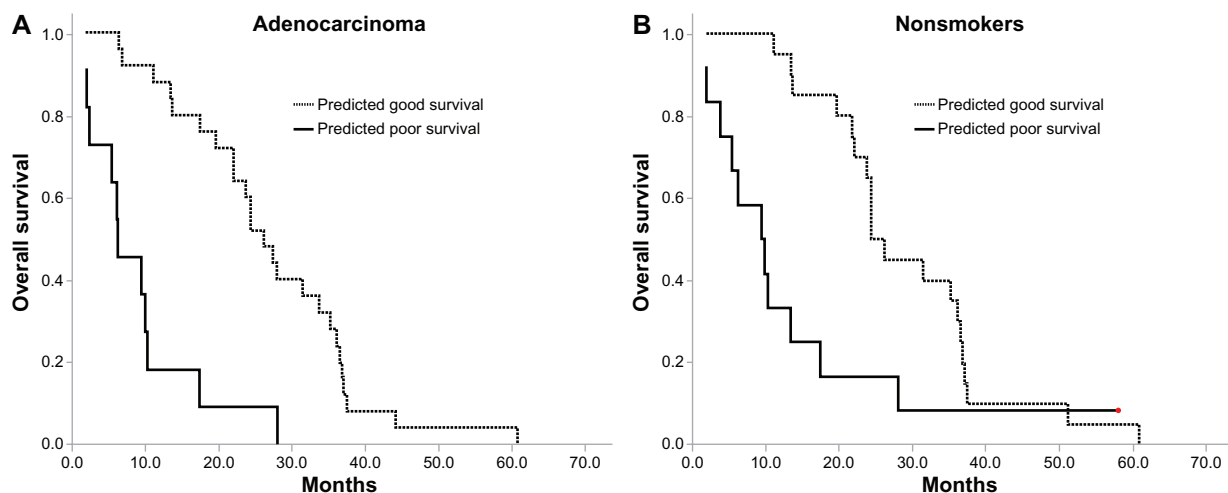 A
Adenocarcinoma
1.0
0.8
0.6
0.4
0.2
0.0
Overall survival
Predicted good survival
Predicted poor survival
0.0 10.0 20.0 30.0 40.0 50.0 60.0 70.0
Months
B
Nonsmokers
1.0
0.8
0.6
0.4
0.2
0.0
Overall survival
Predicted good survival
Predicted poor survival
0.0 10.0 20.0 30.0 40.0 50.0 60.0 70.0
Months